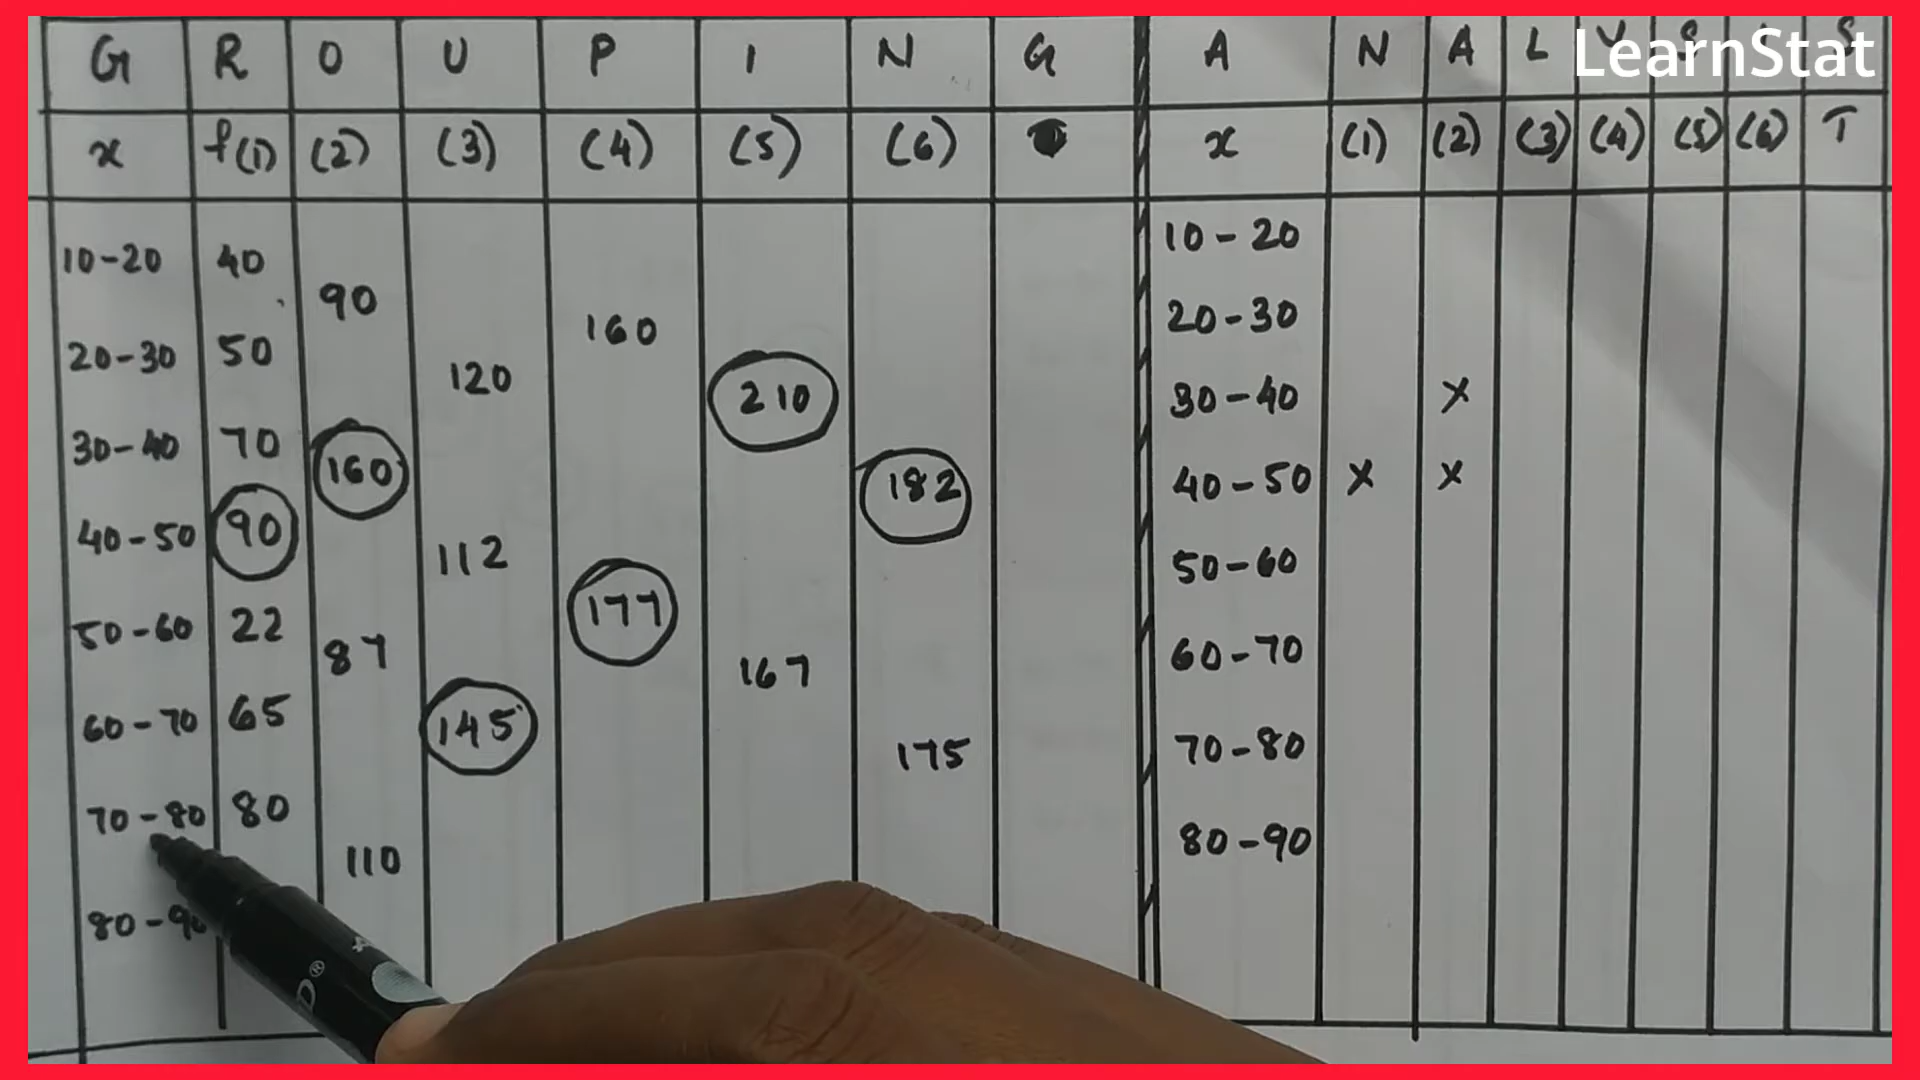 LearnStat
G R O U P I N G A N A L Y S I S
x f(1) (2) (3) (4) (5) (6) x (1) (2) (3) (4) (5) (6) T
10-20 40 10-20
90
20-30 50 120 160 210 20-30
30-40 70 30-40 x
160 182
40-50 90 40-50 x x
112 177
50-60 22 50-60
87 167
60-70 65 145 60-70
175
70-80 80 70-80
110
80-90 80-90